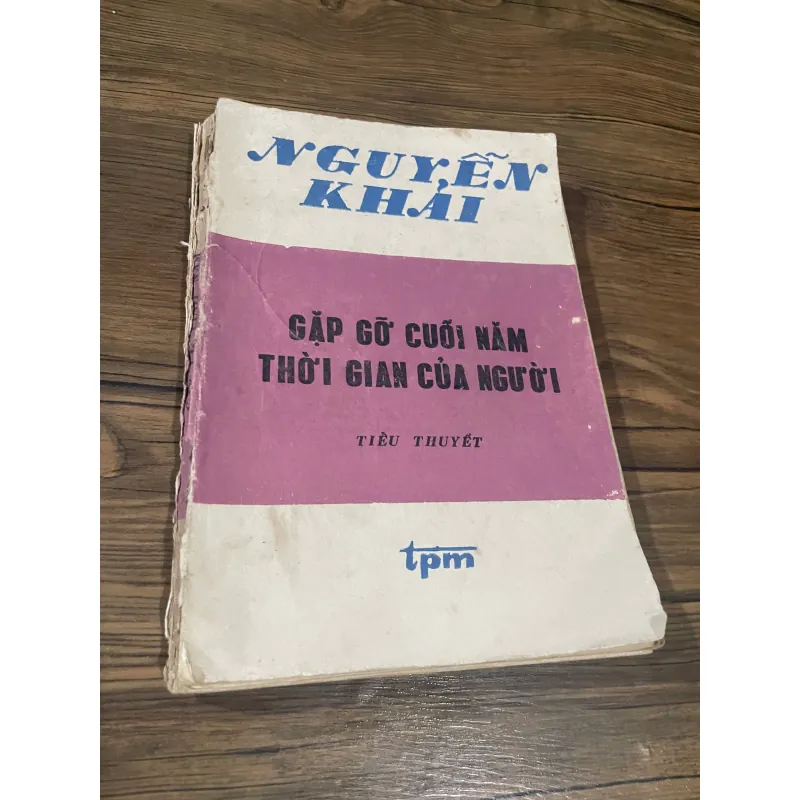 NGUYỄN
KHẢI
GẶP GỠ CUỐI NĂM
THỜI GIAN CỦA NGƯỜI
TIỂU THUYẾT
tpm